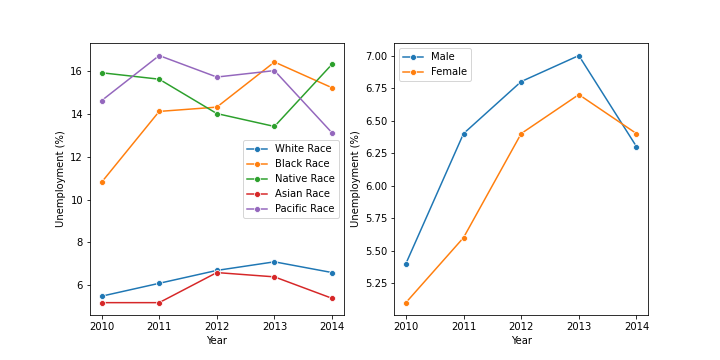 Unemployment (%)
16
14
12
10
8
6
2010 2011 2012 2013 2014
Year
White Race
Black Race
Native Race
Asian Race
Pacific Race
Unemployment (%)
7.00
6.75
6.50
6.25
6.00
5.75
5.50
5.25
2010 2011 2012 2013 2014
Year
Male
Female